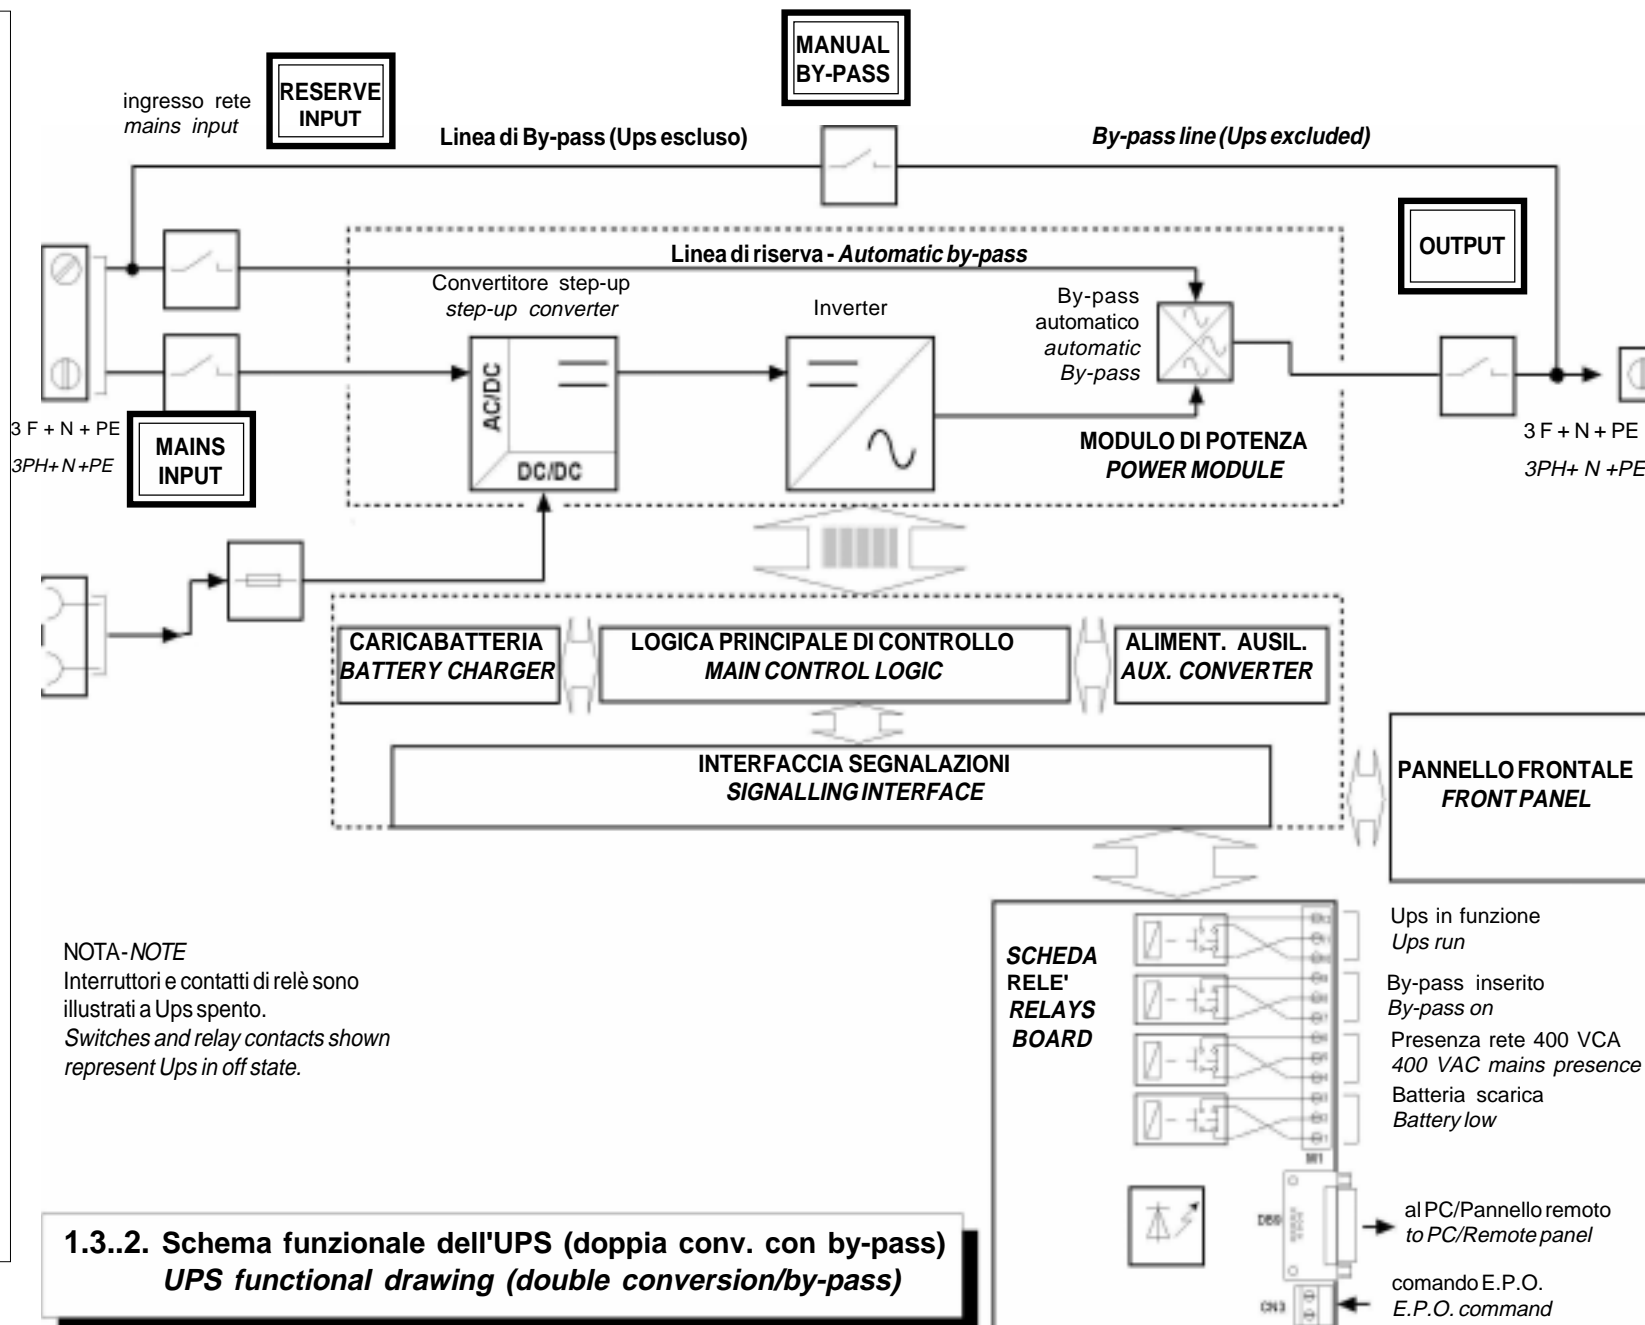 MANUAL
BY-PASS
RESERVE
INPUT
ingresso rete
mains input
Linea di By-pass (Ups escluso)
By-pass line (Ups excluded)
OUTPUT
Linea di riserva - Automatic by-pass
Convertitore step-up
step-up converter
Inverter
By-pass
automatico
automatic
By-pass
AC/DC
DC/DC
3 F + N + PE
3PH+ N +PE
MAINS
INPUT
MODULO DI POTENZA
POWER MODULE
3 F + N + PE
3PH+ N +PE
CARICABATTERIA
BATTERY CHARGER
LOGICA PRINCIPALE DI CONTROLLO
MAIN CONTROL LOGIC
ALIMENT. AUSIL.
AUX. CONVERTER
INTERFACCIA SEGNALAZIONI
SIGNALLING INTERFACE
PANNELLO FRONTALE
FRONT PANEL
NOTA-NOTE
Interruttori e contatti di relè sono
illustrati a Ups spento.
Switches and relay contacts shown
represent Ups in off state.
SCHEDA
RELE'
RELAYS
BOARD
Ups in funzione
Ups run
By-pass inserito
By-pass on
Presenza rete 400 VCA
400 VAC mains presence
Batteria scarica
Battery low
M1
DB9
al PC/Pannello remoto
to PC/Remote panel
CN3
comando E.P.O.
E.P.O. command
1.3..2. Schema funzionale dell'UPS (doppia conv. con by-pass)
UPS functional drawing (double conversion/by-pass)